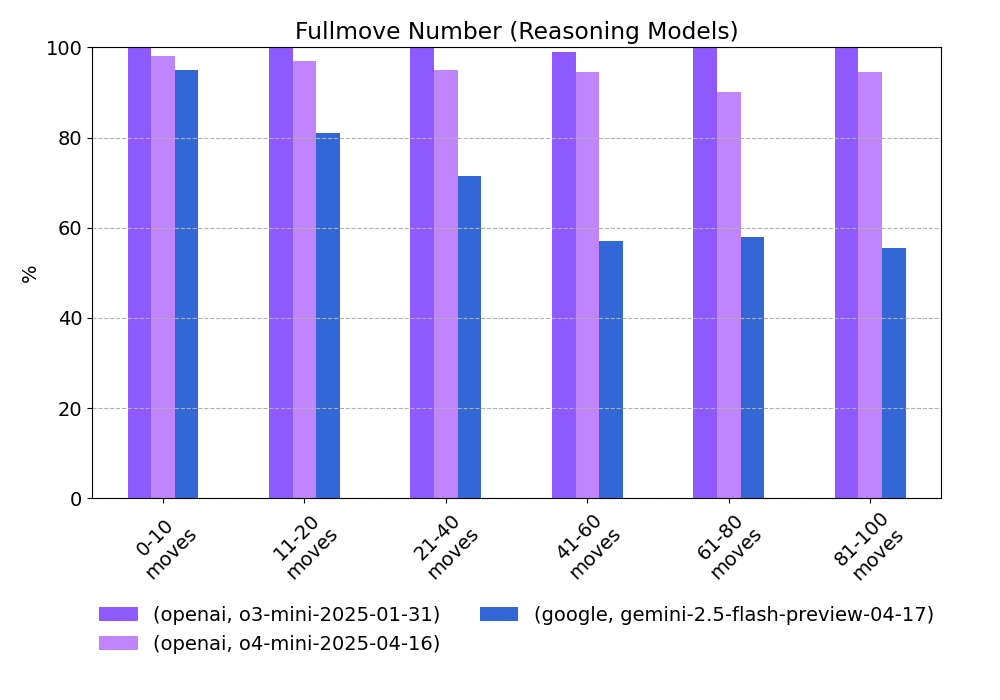 Fullmove Number (Reasoning Models)
100
80
60
40
20
0
%
0-10
moves
11-20
moves
21-40
moves
41-60
moves
61-80
moves
81-100
moves
(openai, o3-mini-2025-01-31)
(openai, o4-mini-2025-04-16)
(google, gemini-2.5-flash-preview-04-17)